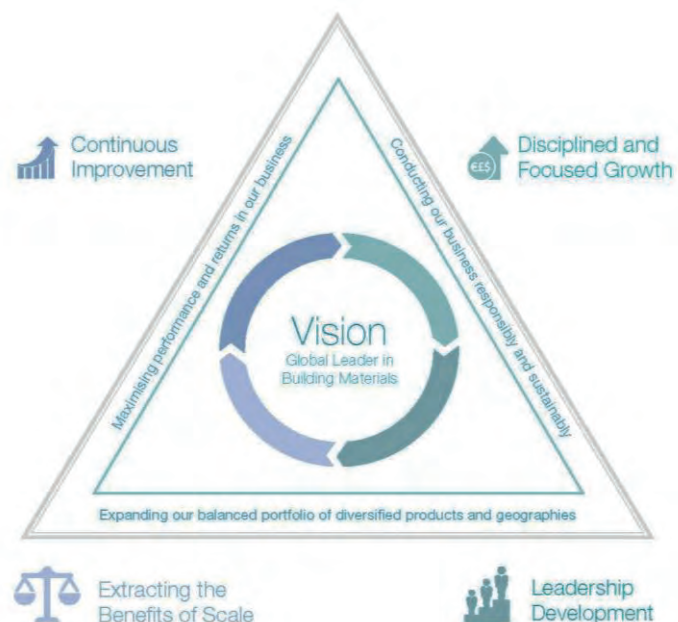 Continuous
Improvement
Disciplined and
Focused Growth
€£$
Maximising performance and returns in our business
Conducting our business responsibly and sustainably
Vision
Global Leader in
Building Materials
Expanding our balanced portfolio of diversified products and geographies
Extracting the
Benefits of Scale
Leadership
Development